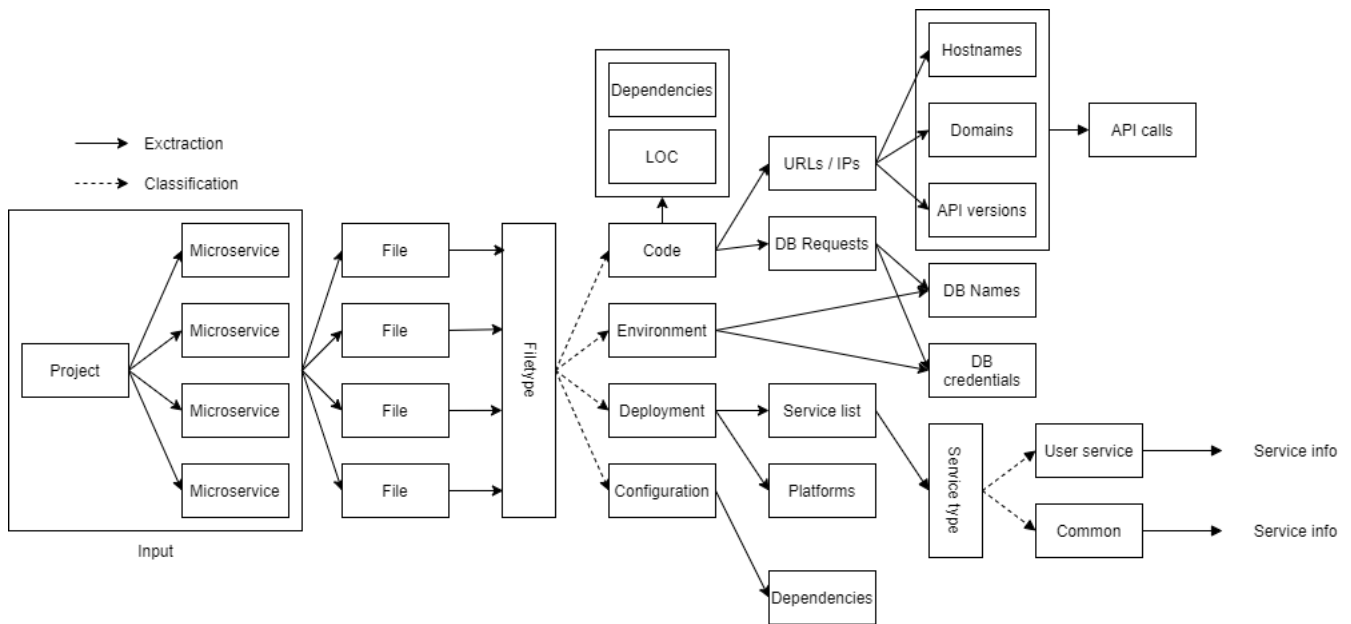 Hostnames
Dependencies
Domains
API calls
Exctraction
LOC
URLs / IPs
Classification
API versions
Microservice
File
Code
DB Requests
DB Names
Microservice
File
Environment
Filetype
Project
DB
credentials
Microservice
File
Deployment
Service list
User service
Service info
Service type
Microservice
File
Configuration
Platforms
Common
Service info
Input
Dependencies